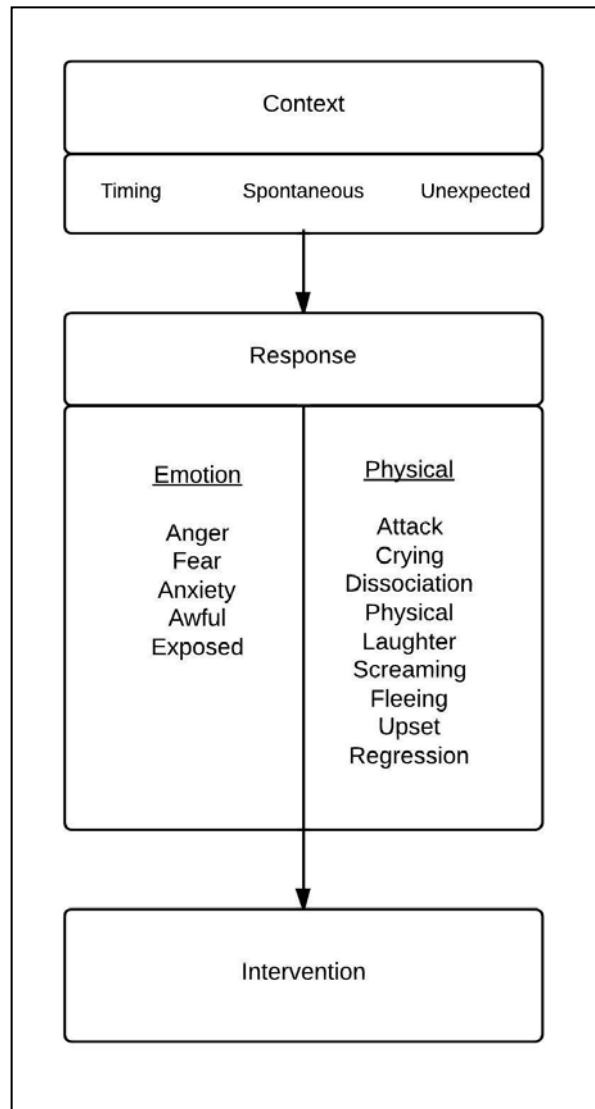 Context
Timing Spontaneous Unexpected
Response
Emotion
Anger
Fear
Anxiety
Awful
Exposed
Physical
Attack
Crying
Dissociation
Physical
Laughter
Screaming
Fleeing
Upset
Regression
Intervention